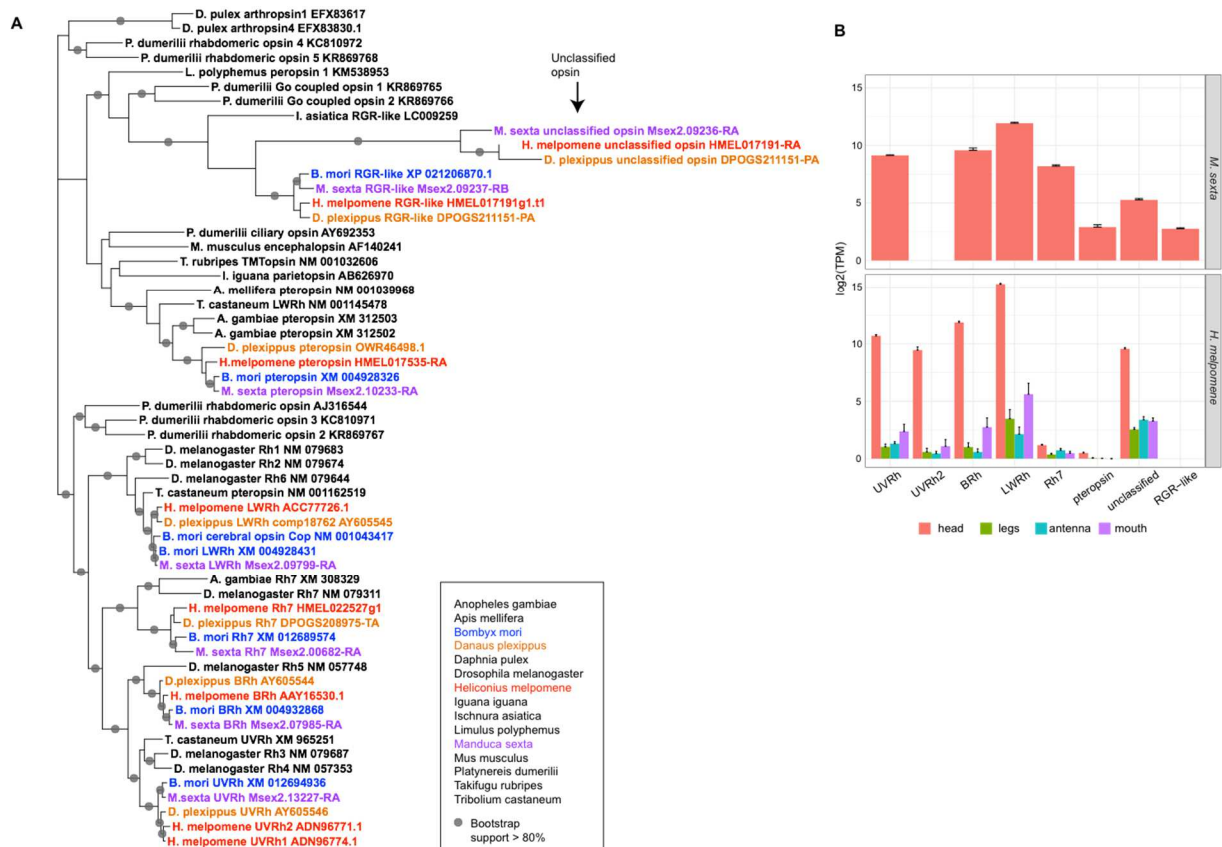 A
D. pulex arthropsin1 EFX83617
D. pulex arthropsin4 EFX83830.1
P. dumerilii rhabdomeric opsin 4 KC810972
P. dumerilii rhabdomeric opsin 5 KR869768
L. polyphemus peropsin 1 KM538953
P. dumerilii Go coupled opsin 1 KR869765
P. dumerilii Go coupled opsin 2 KR869766
I. asiatica RGR-like LC009259
Unclassified
opsin
M. sexta unclassified opsin Msex2.09236-RA
H. melpomene unclassified opsin HMEL017191-RA
D. plexippus unclassified opsin DPOGS211151-PA
B. mori RGR-like XP 021206870.1
M. sexta RGR-like Msex2.09237-RB
H. melpomene RGR-like HMEL017191g1.t1
D. plexippus RGR-like DPOGS211151-PA
P. dumerilii ciliary opsin AY692353
M. musculus encephalopsin AF140241
T. rubripes TMTopsin NM 001032606
I. iguana parietopsin AB626970
A. mellifera pteropsin NM 001039968
T. castaneum LWRh NM 001145478
A. gambiae pteropsin XM 312503
A. gambiae pteropsin XM 312502
D. plexippus pteropsin OWR46498.1
H.melpomene pteropsin HMEL017535-RA
B. mori pteropsin XM 004928326
M. sexta pteropsin Msex2.10233-RA
P. dumerilii rhabdomeric opsin AJ316544
P. dumerilii rhabdomeric opsin 3 KC810971
P. dumerilii rhabdomeric opsin 2 KR869767
D. melanogaster Rh1 NM 079683
D. melanogaster Rh2 NM 079674
D. melanogaster Rh6 NM 079644
T. castaneum pteropsin NM 001162519
H. melpomene LWRh ACC77726.1
D. plexippus LWRh comp18762 AY605545
B. mori cerebral opsin Cop NM 001043417
B. mori LWRh XM 004928431
M. sexta LWRh Msex2.09799-RA
A. gambiae Rh7 XM 308329
D. melanogaster Rh7 NM 079311
H. melpomene Rh7 HMEL022527g1
D. plexippus Rh7 DPOGS208975-TA
B. mori Rh7 XM 012689574
M. sexta Rh7 Msex2.00682-RA
D. melanogaster Rh5 NM 057748
D.plexippus BRh AY605544
H. melpomene BRh AAY16530.1
B. mori BRh XM 004932868
M. sexta BRh Msex2.07985-RA
T. castaneum UVRh XM 965251
D. melanogaster Rh3 NM 079687
D. melanogaster Rh4 NM 057353
B. mori UVRh XM 012694936
M.sexta UVRh Msex2.13227-RA
D. plexippus UVRh AY605546
H. melpomene UVRh2 ADN96771.1
H. melpomene UVRh1 ADN96774.1
Anopheles gambiae
Apis mellifera
Bombyx mori
Danaus plexippus
Daphnia pulex
Drosophila melanogaster
Heliconius melpomene
Iguana iguana
Ischnura asiatica
Limulus polyphemus
Manduca sexta
Mus musculus
Platynereis dumerilii
Takifugu rubripes
Tribolium castaneum
Bootstrap
support > 80%
B
15
10
5
0
M. sexta
log2(TPM)
15
10
5
0
H. melpomene
UVRh
UVRh2
BRh
LWRh
Rh7
pteropsin
unclassified
RGR-like
head
legs
antenna
mouth